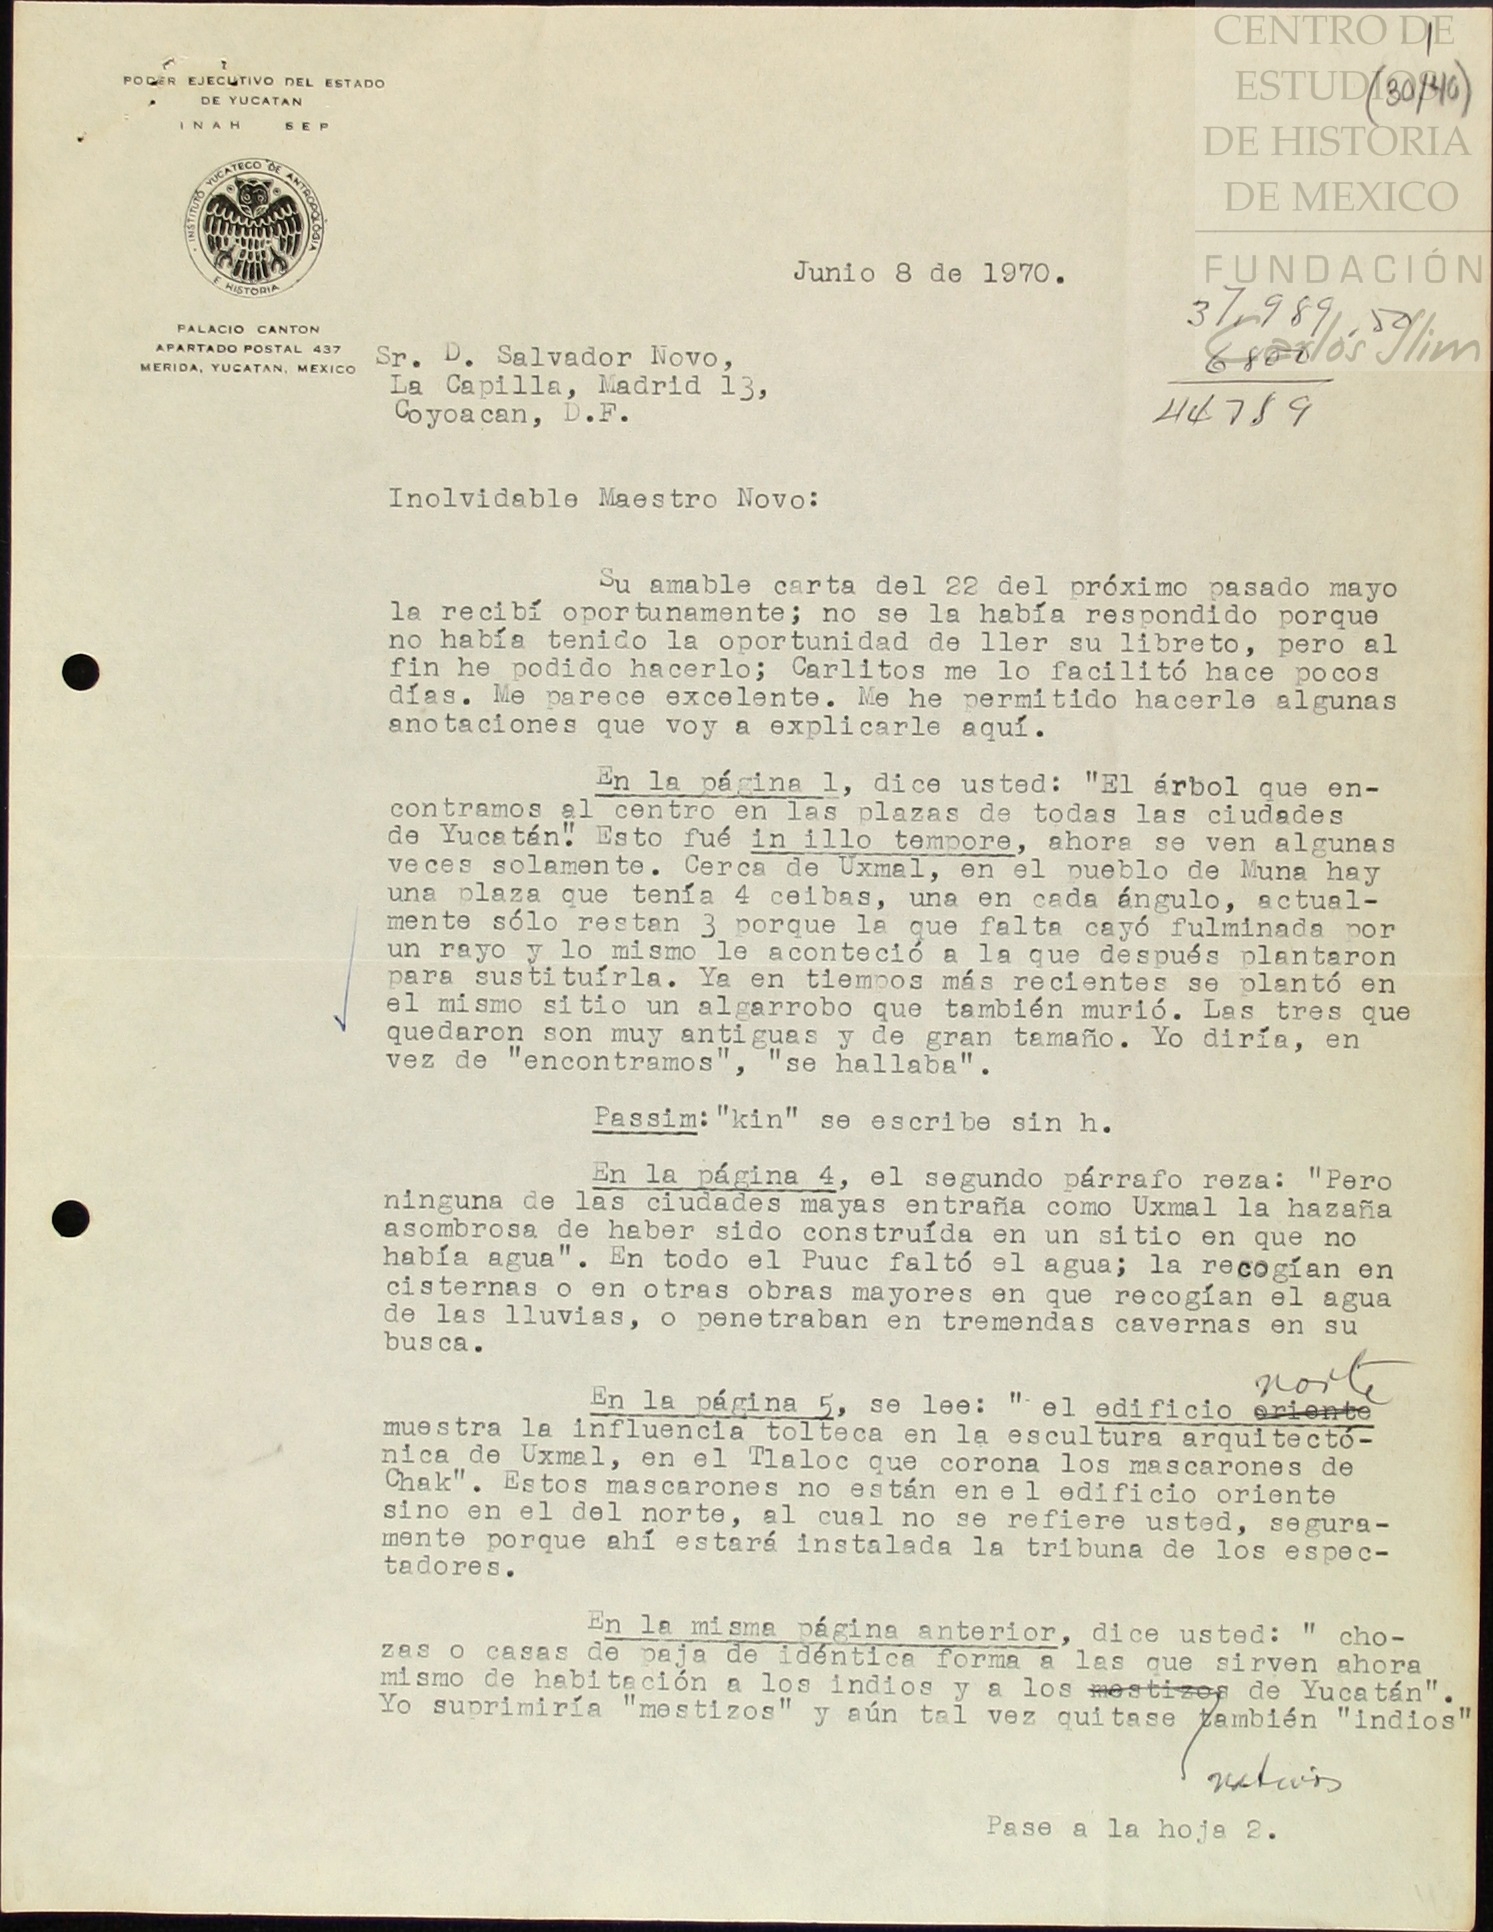 CENTRO DE
ESTUDIOS
DE HISTORIA
DE MEXICO
FUNDACIÓN
Carlos Slim
1
(30/40)
PODER EJECUTIVO DEL ESTADO
DE YUCATAN
INAH SEP
INSTITUTO YUCATECO DE ANTROPOLOGIA
E HISTORIA
PALACIO CANTON
APARTADO POSTAL 437
MERIDA, YUCATAN, MEXICO
Junio 8 de 1970.
37,989.50
6800
44789
Sr. D. Salvador Novo,
La Capilla, Madrid 13,
Coyoacan, D.F.
Inolvidable Maestro Novo:
Su amable carta del 22 del próximo pasado mayo
la recibí oportunamente; no se la había respondido porque
no había tenido la oportunidad de ller su libreto, pero al
fin he podido hacerlo; Carlitos me lo facilitó hace pocos
días. Me parece excelente. Me he permitido hacerle algunas
anotaciones que voy a explicarle aquí.
En la página 1, dice usted: "El árbol que en-
contramos al centro en las plazas de todas las ciudades
de Yucatán". Esto fué in illo tempore, ahora se ven algunas
veces solamente. Cerca de Uxmal, en el pueblo de Muna hay
una plaza que tenía 4 ceibas, una en cada ángulo, actual-
mente sólo restan 3 porque la que falta cayó fulminada por
un rayo y lo mismo le aconteció a la que después plantaron
para sustituírla. Ya en tiempos más recientes se plantó en
el mismo sitio un algarrobo que también murió. Las tres que
quedaron son muy antiguas y de gran tamaño. Yo diría, en
vez de "encontramos", "se hallaba".
Passim: "kin" se escribe sin h.
En la página 4, el segundo párrafo reza: "Pero
ninguna de las ciudades mayas entraña como Uxmal la hazaña
asombrosa de haber sido construída en un sitio en que no
había agua". En todo el Puuc faltó el agua; la recogían en
cisternas o en otras obras mayores en que recogían el agua
de las lluvias, o penetraban en tremendas cavernas en su
busca.
norte
En la página 5, se lee: " el edificio oriente
muestra la influencia tolteca en la escultura arquitectó-
nica de Uxmal, en el Tlaloc que corona los mascarones de
Chak". Estos mascarones no están en el edificio oriente
sino en el del norte, al cual no se refiere usted, segura-
mente porque ahí estará instalada la tribuna de los espec-
tadores.
En la misma página anterior, dice usted: " cho-
zas o casas de paja de idéntica forma a las que sirven ahora
mismo de habitación a los indios y a los mestizos de Yucatán".
Yo suprimiría "mestizos" y aún tal vez quitase también "indios"
nativos
Pase a la hoja 2.